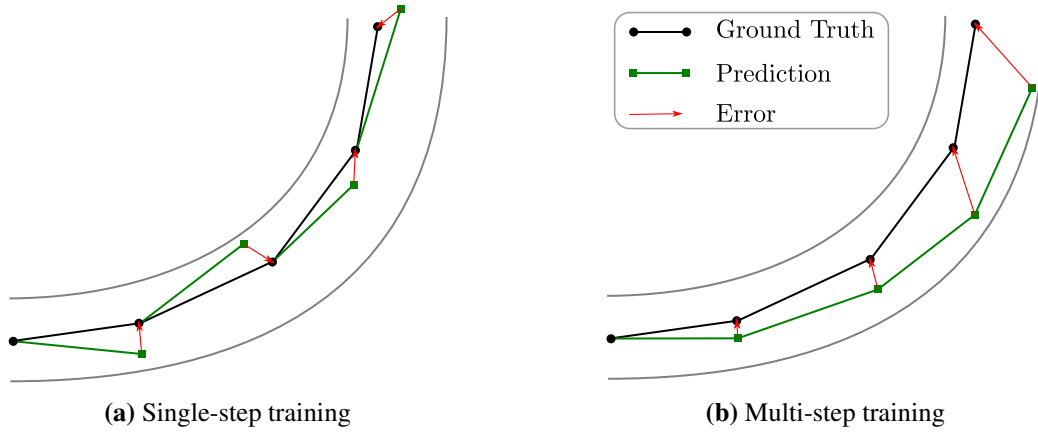 Ground Truth
Prediction
Error
(a) Single-step training
(b) Multi-step training